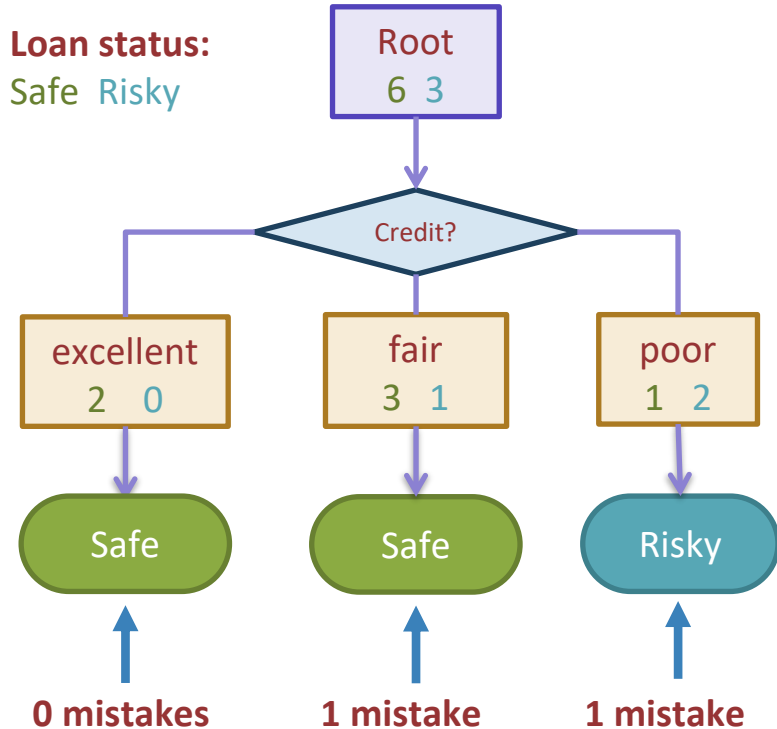 Loan status:
Safe Risky
Root
6 3
Credit?
excellent
2 0
fair
3 1
poor
1 2
Safe
Safe
Risky
0 mistakes
1 mistake
1 mistake